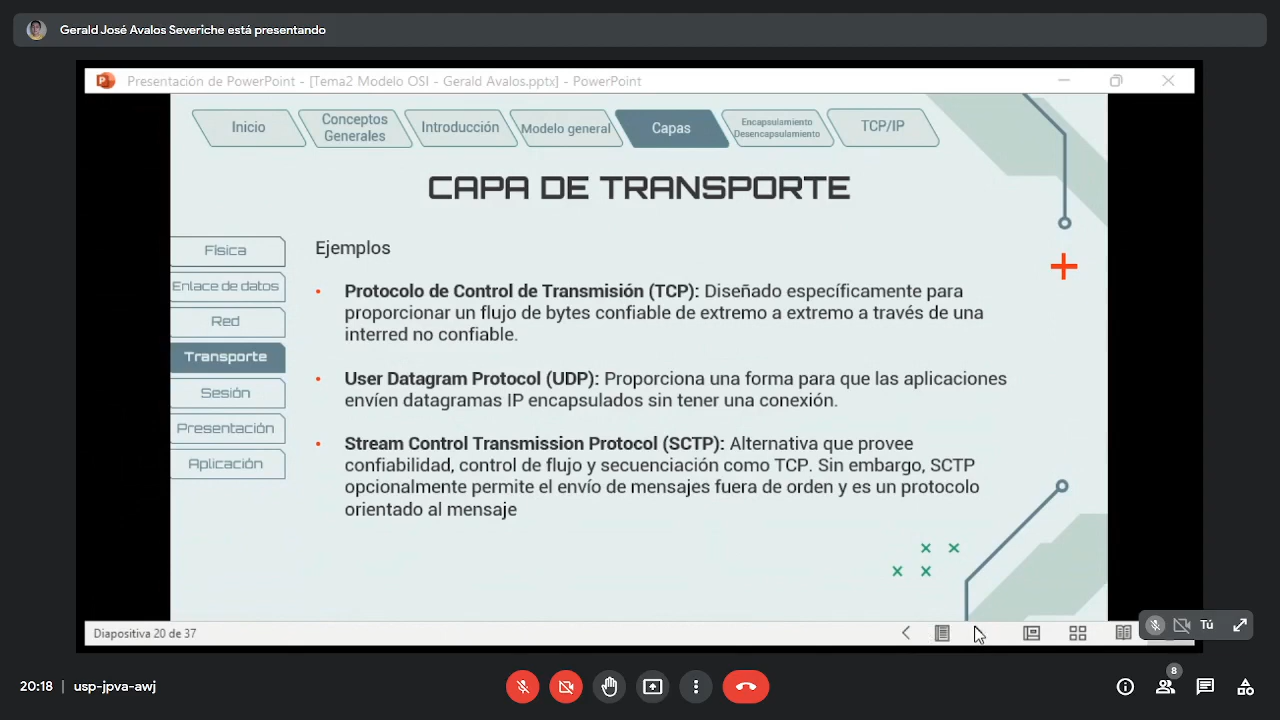 Gerald José Avalos Severiche está presentando
Presentación de PowerPoint - [Tema2 Modelo OSI - Gerald Avalos.pptx] - PowerPoint
Inicio
Conceptos
Generales
Introducción
Modelo general
Capas
Encapsulamiento
Desencapsulamiento
TCP/IP
CAPA DE TRANSPORTE
Física
Enlace de datos
Red
Transporte
Sesión
Presentación
Aplicación
Ejemplos
• Protocolo de Control de Transmisión (TCP): Diseñado específicamente para
proporcionar un flujo de bytes confiable de extremo a extremo a través de una
interred no confiable.
• User Datagram Protocol (UDP): Proporciona una forma para que las aplicaciones
envíen datagramas IP encapsulados sin tener una conexión.
• Stream Control Transmission Protocol (SCTP): Alternativa que provee
confiabilidad, control de flujo y secuenciación como TCP. Sin embargo, SCTP
opcionalmente permite el envío de mensajes fuera de orden y es un protocolo
orientado al mensaje
Diapositiva 20 de 37
Tú
20:18 | usp-jpva-awj
8